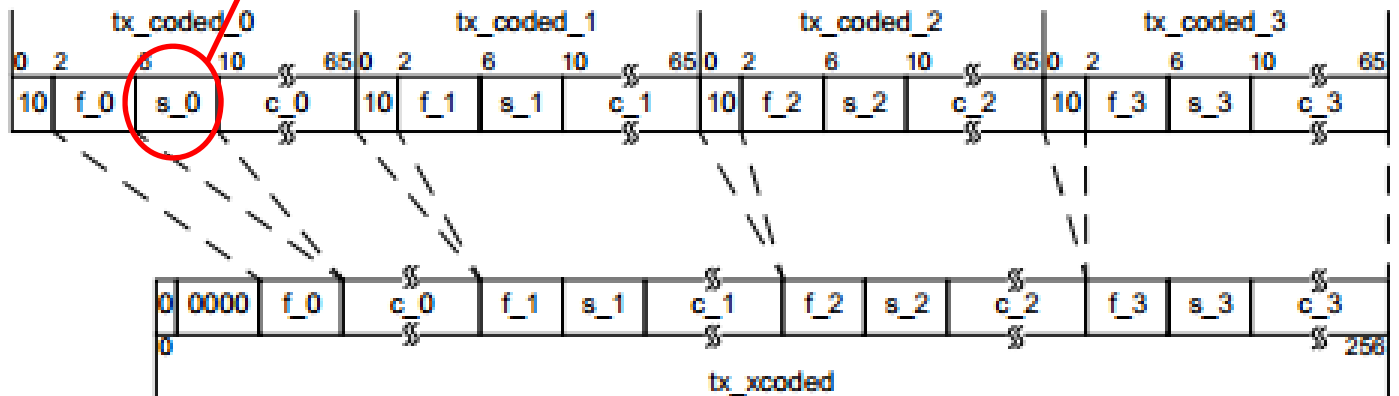 tx_coded_0 tx_coded_1 tx_coded_2 tx_coded_3
0 2 6 10 65 0 2 6 10 65 0 2 6 10 65 0 2 6 10 65
10 f_0 s_0 c_0 10 f_1 s_1 c_1 10 f_2 s_2 c_2 10 f_3 s_3 c_3
0 0000 f_0 c_0 f_1 s_1 c_1 f_2 s_2 c_2 f_3 s_3 c_3
0 256
tx_xcoded